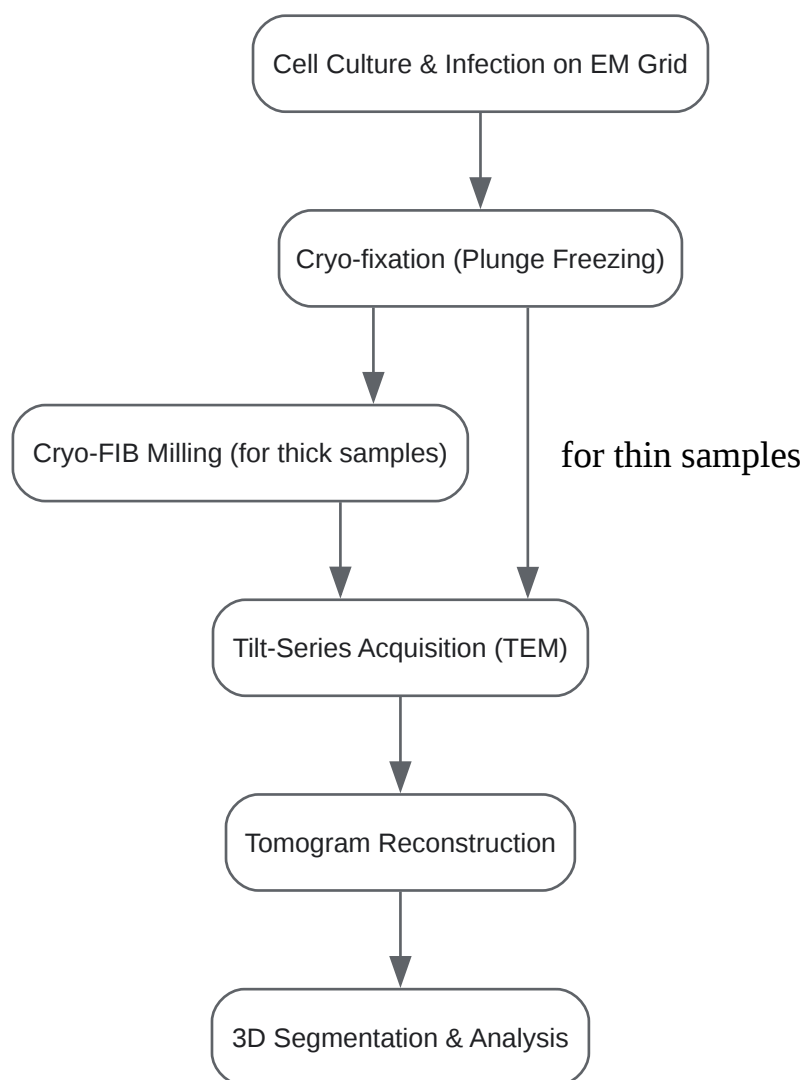 Cell Culture & Infection on EM Grid
Cryo-fixation (Plunge Freezing)
Cryo-FIB Milling (for thick samples)
for thin samples
Tilt-Series Acquisition (TEM)
Tomogram Reconstruction
3D Segmentation & Analysis